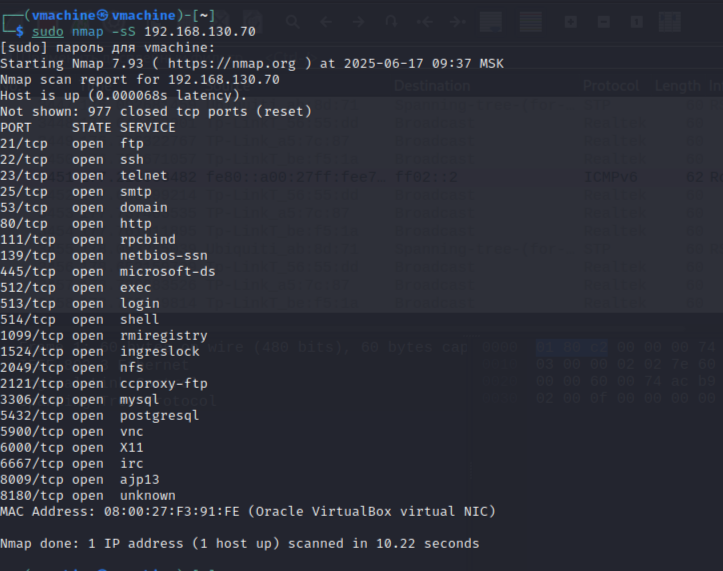 ┌──(vmachine㉿vmachine)-[~]
└─$ sudo nmap -sS 192.168.130.70
[sudo] пароль для vmachine:
Starting Nmap 7.93 ( https://nmap.org ) at 2025-06-17 09:37 MSK
Nmap scan report for 192.168.130.70
Host is up (0.000068s latency).
Not shown: 977 closed tcp ports (reset)
PORT     STATE SERVICE
21/tcp   open  ftp
22/tcp   open  ssh
23/tcp   open  telnet
25/tcp   open  smtp
53/tcp   open  domain
80/tcp   open  http
111/tcp  open  rpcbind
139/tcp  open  netbios-ssn
445/tcp  open  microsoft-ds
512/tcp  open  exec
513/tcp  open  login
514/tcp  open  shell
1099/tcp open  rmiregistry
1524/tcp open  ingreslock
2049/tcp open  nfs
2121/tcp open  ccproxy-ftp
3306/tcp open  mysql
5432/tcp open  postgresql
5900/tcp open  vnc
6000/tcp open  X11
6667/tcp open  irc
8009/tcp open  ajp13
8180/tcp open  unknown
MAC Address: 08:00:27:F3:91:FE (Oracle VirtualBox virtual NIC)
Nmap done: 1 IP address (1 host up) scanned in 10.22 seconds
Destination Protocol Length
ff02::2 ICMPv6 62